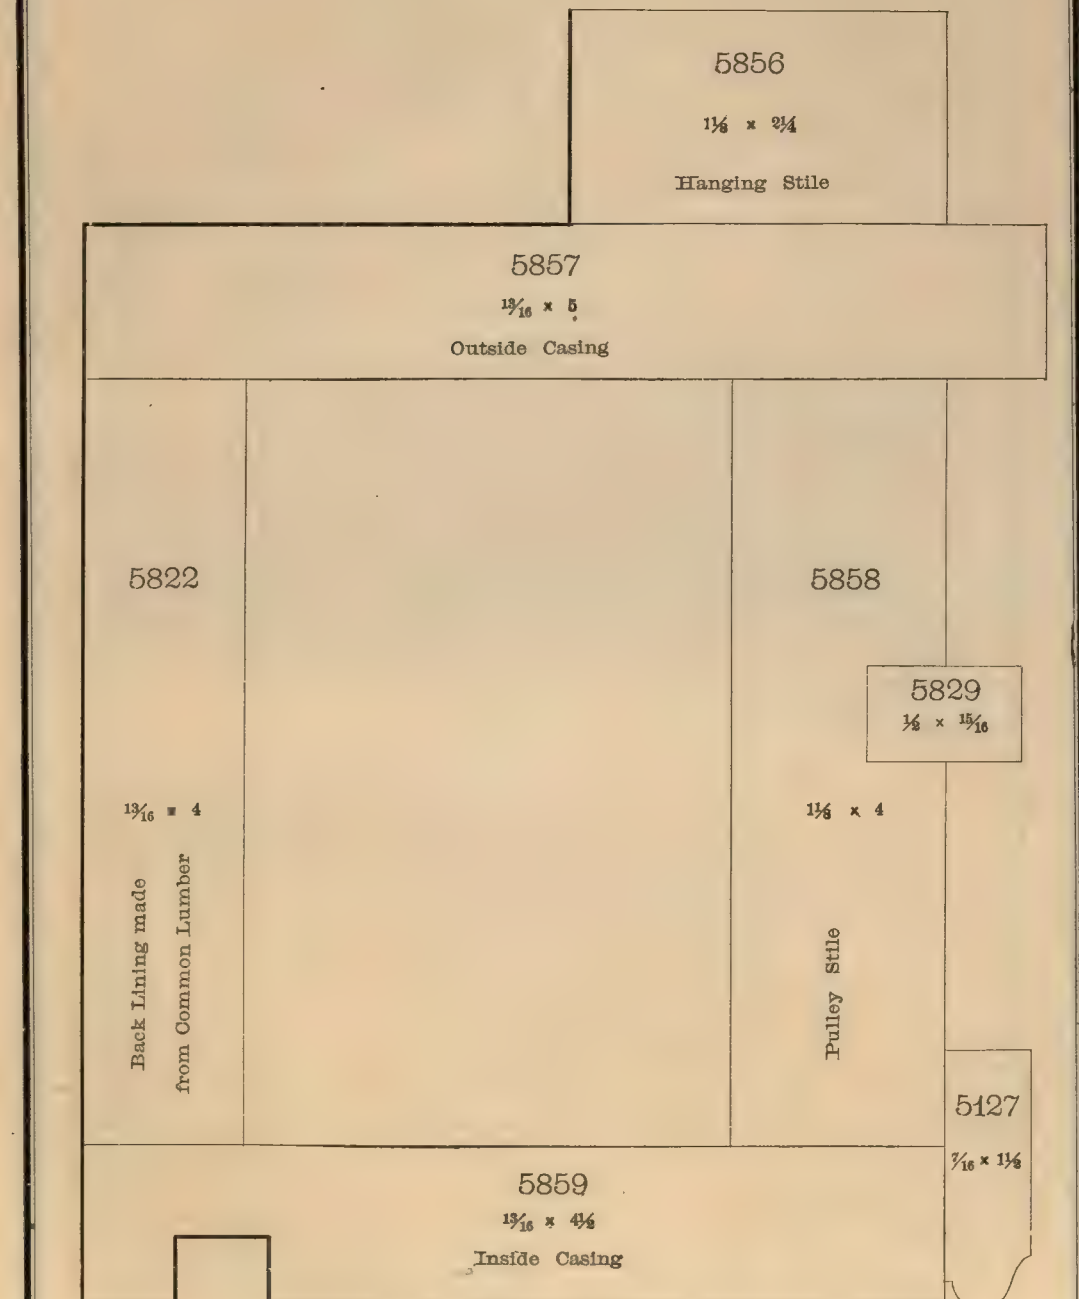 5856
1⅛ x 2¼
Hanging Stile
5857
13/16 x 5
Outside Casing
5822
13/16 x 4
Back Lining made
from Common Lumber
5858
1⅛ x 4
Pulley Stile
5829
½ x 15/16
5127
7/16 x 1½
5859
13/16 x 4½
Inside Casing